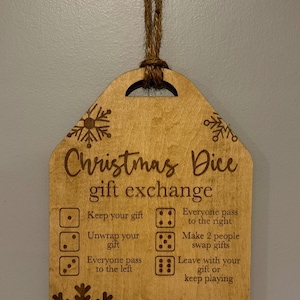 Christmas Dice
gift exchange
Keep your gift
Unwrap your
gift
Everyone pass
to the left
Everyone pass
to the right
Make 2 people
swap gifts
Leave with your
gift or
keep playing